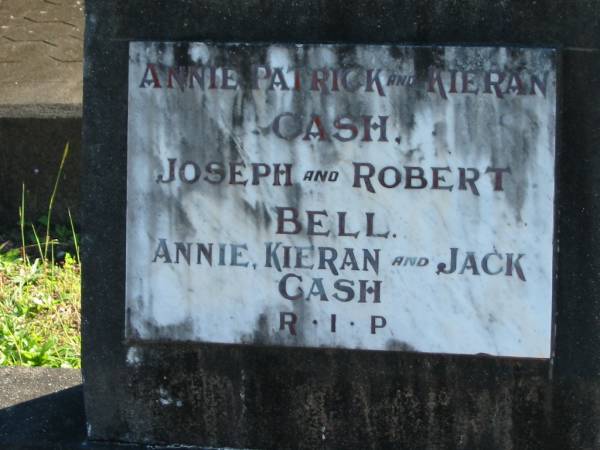 ANNIE, PATRICK AND KIERAN
CASH.
JOSEPH AND ROBERT
BELL.
ANNIE, KIERAN AND JACK
CASH
R · I · P